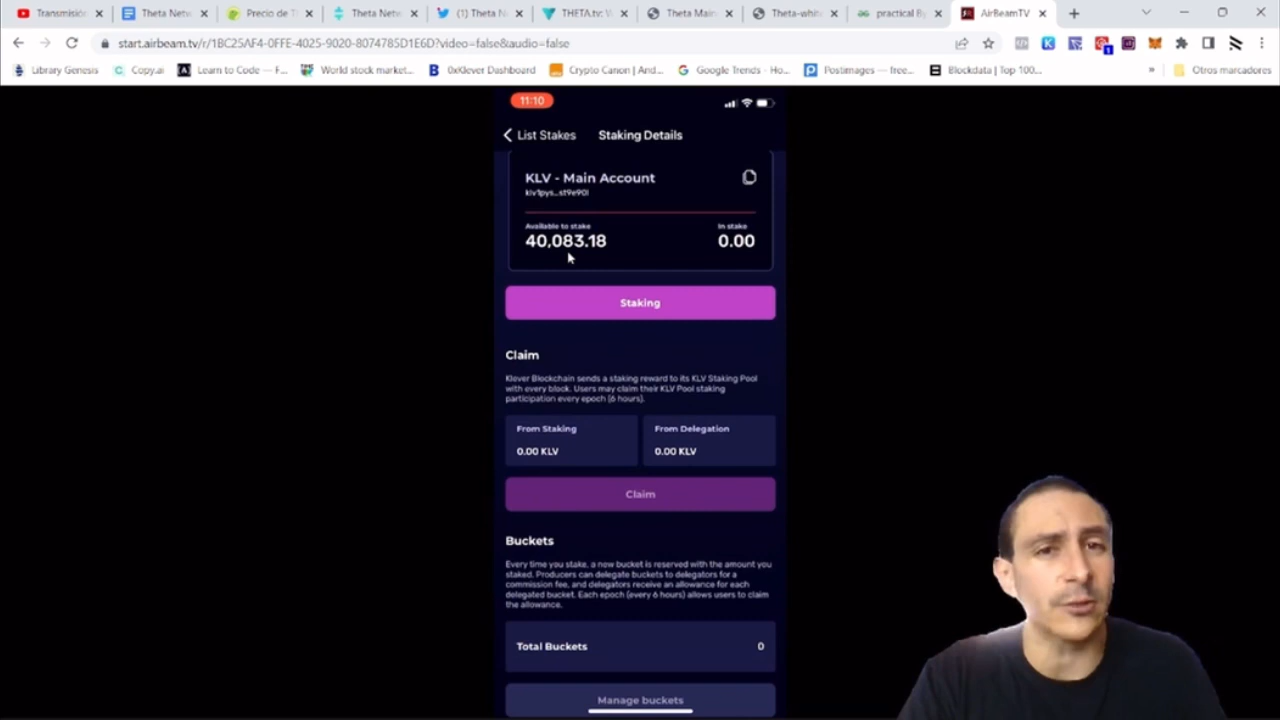 Transmisión
Theta Netw
Precio de T
Theta Netw
(1) Theta N
THETA.tv: W
Theta Main
Theta-white
practical By
AirBeamTV
start.airbeam.tv/r/1BC25AF4-0FFE-4025-9020-8074785D1E6D?video=false&audio=false
1
Library Genesis
Copy.ai
Learn to Code — F...
World stock market...
0xKlever Dashboard
Crypto Canon | And...
Google Trends - Ho...
Postimages — free...
Blockdata | Top 100...
»
Otros marcadores
11:10
List Stakes
Staking Details
KLV - Main Account
klv1pys...st9e90l
Available to stake
In stake
40,083.18
0.00
Staking
Claim
Klever Blockchain sends a staking reward to its KLV Staking Pool
with every block. Users may claim their KLV Pool staking
participation every epoch (6 hours).
From Staking
From Delegation
0.00 KLV
0.00 KLV
Claim
Buckets
Every time you stake, a new bucket is reserved with the amount you
staked. Producers can delegate buckets to delegators for a
commission fee, and delegators receive an allowance for each
delegated bucket. Each epoch (every 6 hours) allows users to claim
the allowance.
Total Buckets
0
Manage buckets